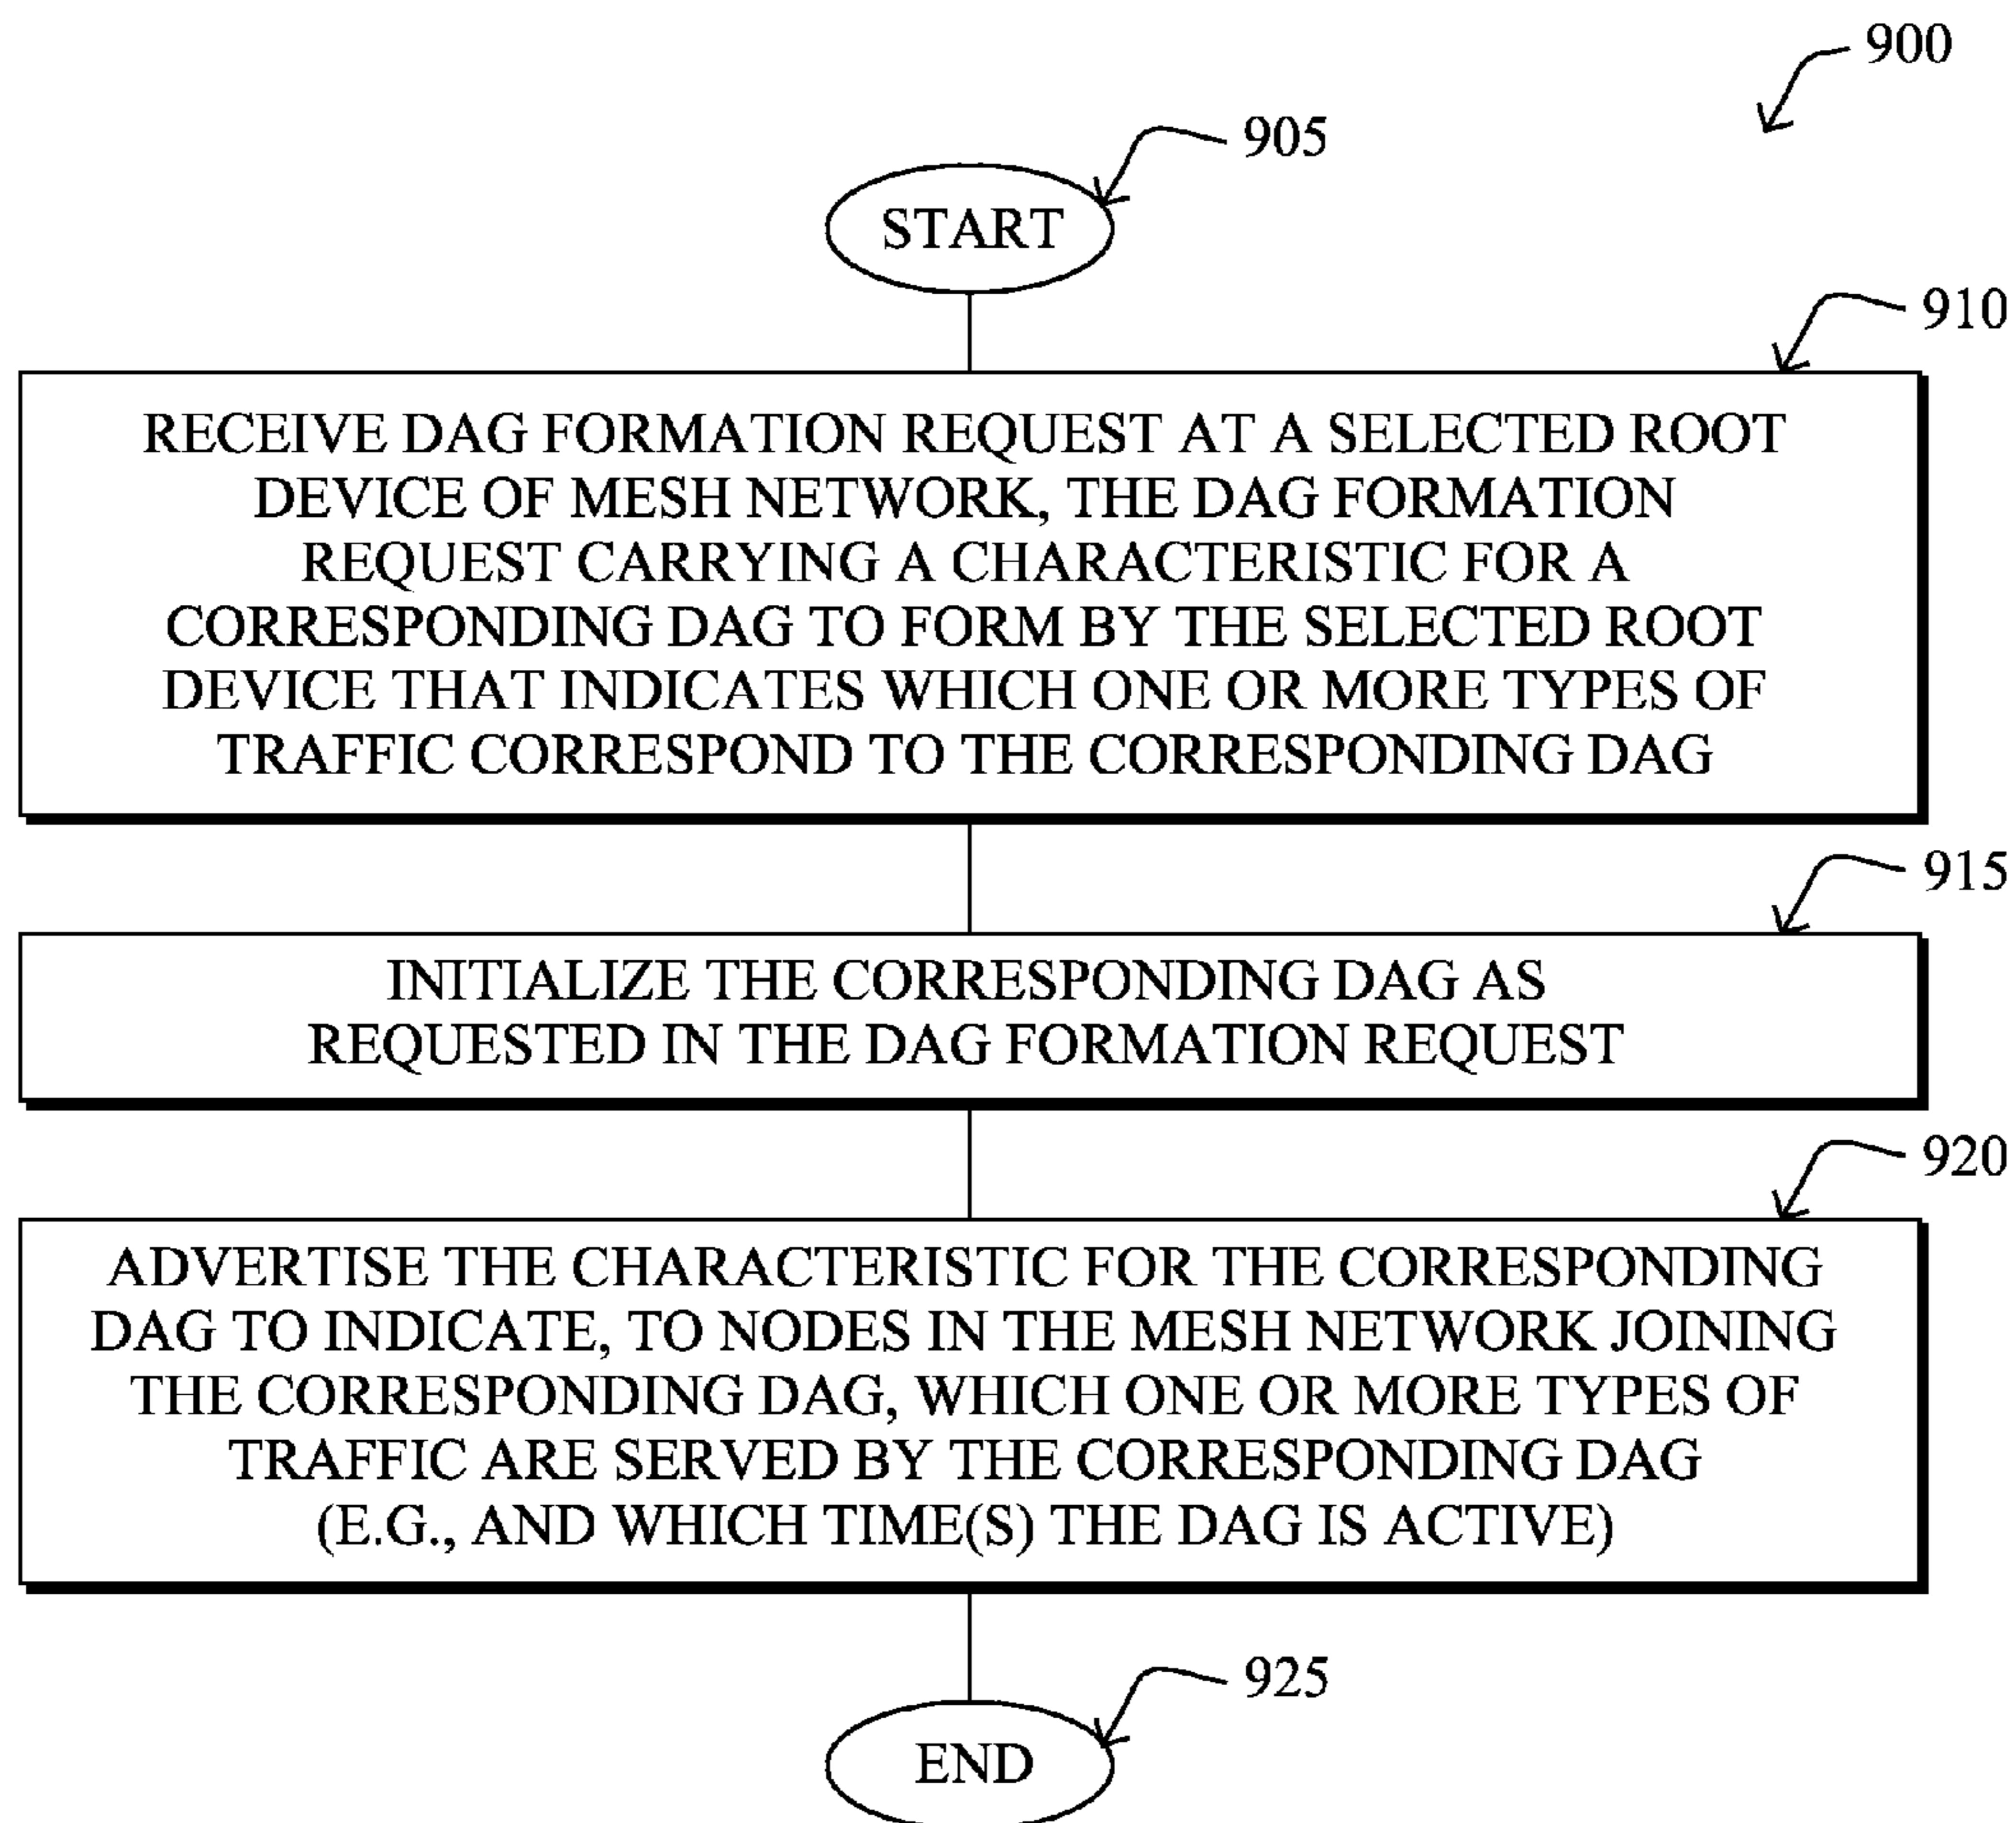 900
905
START
910
RECEIVE DAG FORMATION REQUEST AT A SELECTED ROOT
DEVICE OF MESH NETWORK, THE DAG FORMATION
REQUEST CARRYING A CHARACTERISTIC FOR A
CORRESPONDING DAG TO FORM BY THE SELECTED ROOT
DEVICE THAT INDICATES WHICH ONE OR MORE TYPES OF
TRAFFIC CORRESPOND TO THE CORRESPONDING DAG
915
INITIALIZE THE CORRESPONDING DAG AS
REQUESTED IN THE DAG FORMATION REQUEST
920
ADVERTISE THE CHARACTERISTIC FOR THE CORRESPONDING
DAG TO INDICATE, TO NODES IN THE MESH NETWORK JOINING
THE CORRESPONDING DAG, WHICH ONE OR MORE TYPES OF
TRAFFIC ARE SERVED BY THE CORRESPONDING DAG
(E.G., AND WHICH TIME(S) THE DAG IS ACTIVE)
925
END